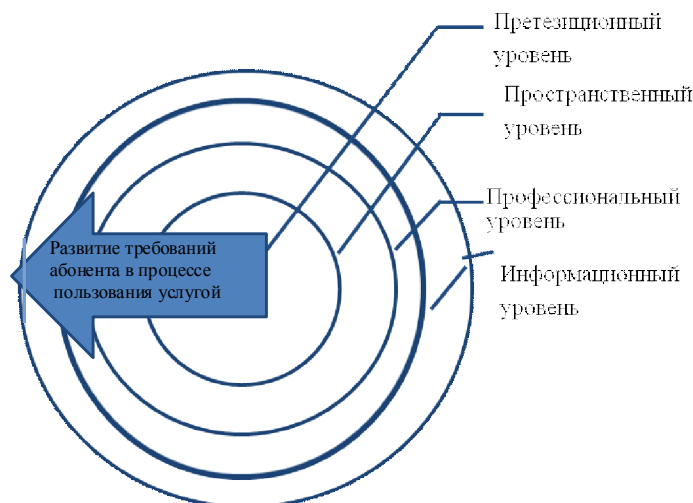 Претезиционный
уровень
Пространственный
уровень
Профессиональный
уровень
Информационный
уровень
Развитие требований
абонента в процессе
пользования услугой